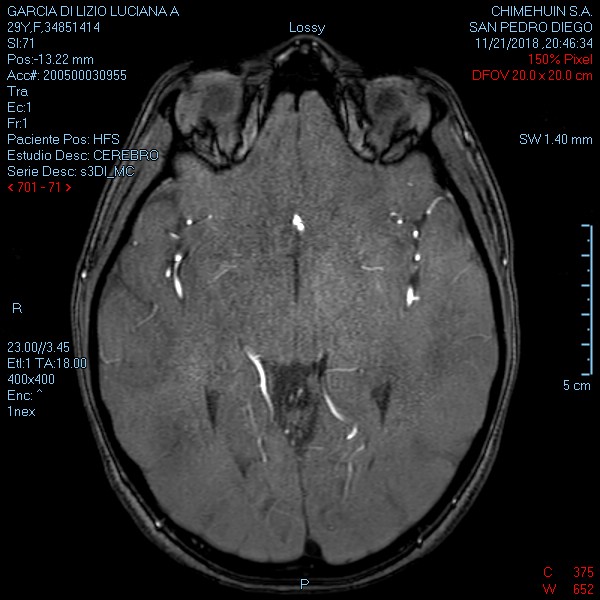 GARCIA DI LIZIO LUCIANA A
29Y,F,34851414
Sl:71
Pos:-13.22 mm
Acc#: 200500030955
Tra
Ec:1
Fr:1
Paciente Pos: HFS
Estudio Desc: CEREBRO
Serie Desc: s3DI_MC
< 701 - 71 >
Lossy
CHIMEHUIN S.A.
SAN PEDRO DIEGO
11/21/2018 ,20:46:34
150% Pixel
DFOV 20.0 x 20.0 cm
SW 1.40 mm
R
23.00//3.45
Etl:1 TA:18.00
400x400
Enc: ^
1nex
5 cm
P
C 375
W 652